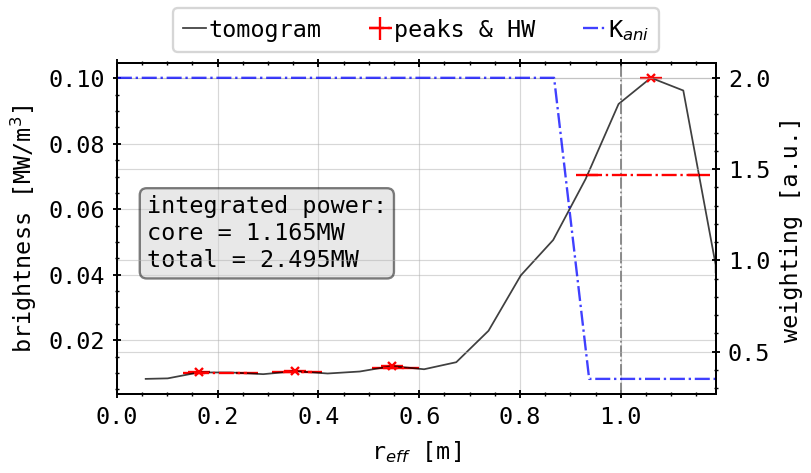 tomogram peaks & HW K_ani
brightness [MW/m³]
0.10
0.08
0.06
0.04
0.02
integrated power:
core = 1.165MW
total = 2.495MW
2.0
1.5
1.0
0.5
weighting [a.u.]
0.0 0.2 0.4 0.6 0.8 1.0
r_eff [m]